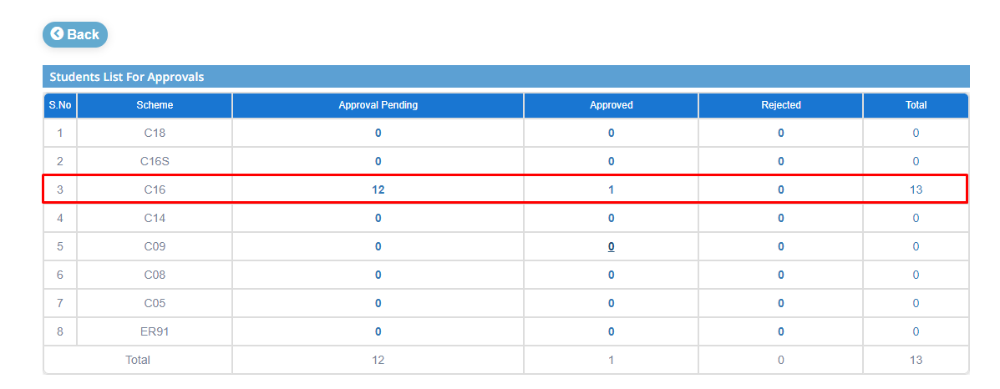 Back
Students List For Approvals
S.No Scheme Approval Pending Approved Rejected Total
1 C18 0 0 0 0
2 C16S 0 0 0 0
3 C16 12 1 0 13
4 C14 0 0 0 0
5 C09 0 0 0 0
6 C08 0 0 0 0
7 C05 0 0 0 0
8 ER91 0 0 0 0
Total 12 1 0 13